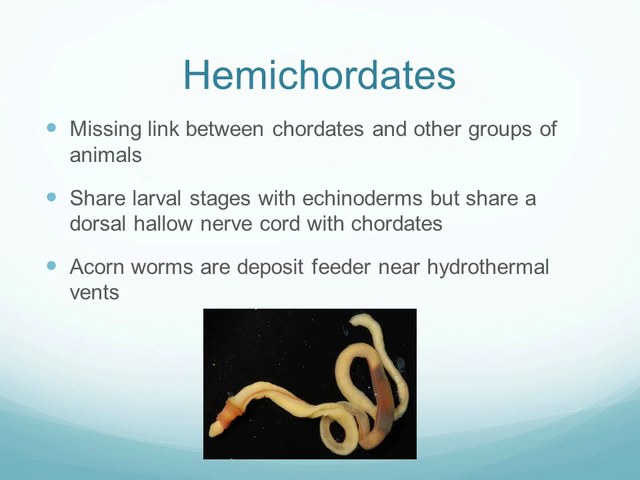 Hemichordates
Missing link between chordates and other groups of
animals
Share larval stages with echinoderms but share a
dorsal hallow nerve cord with chordates
Acorn worms are deposit feeder near hydrothermal
vents